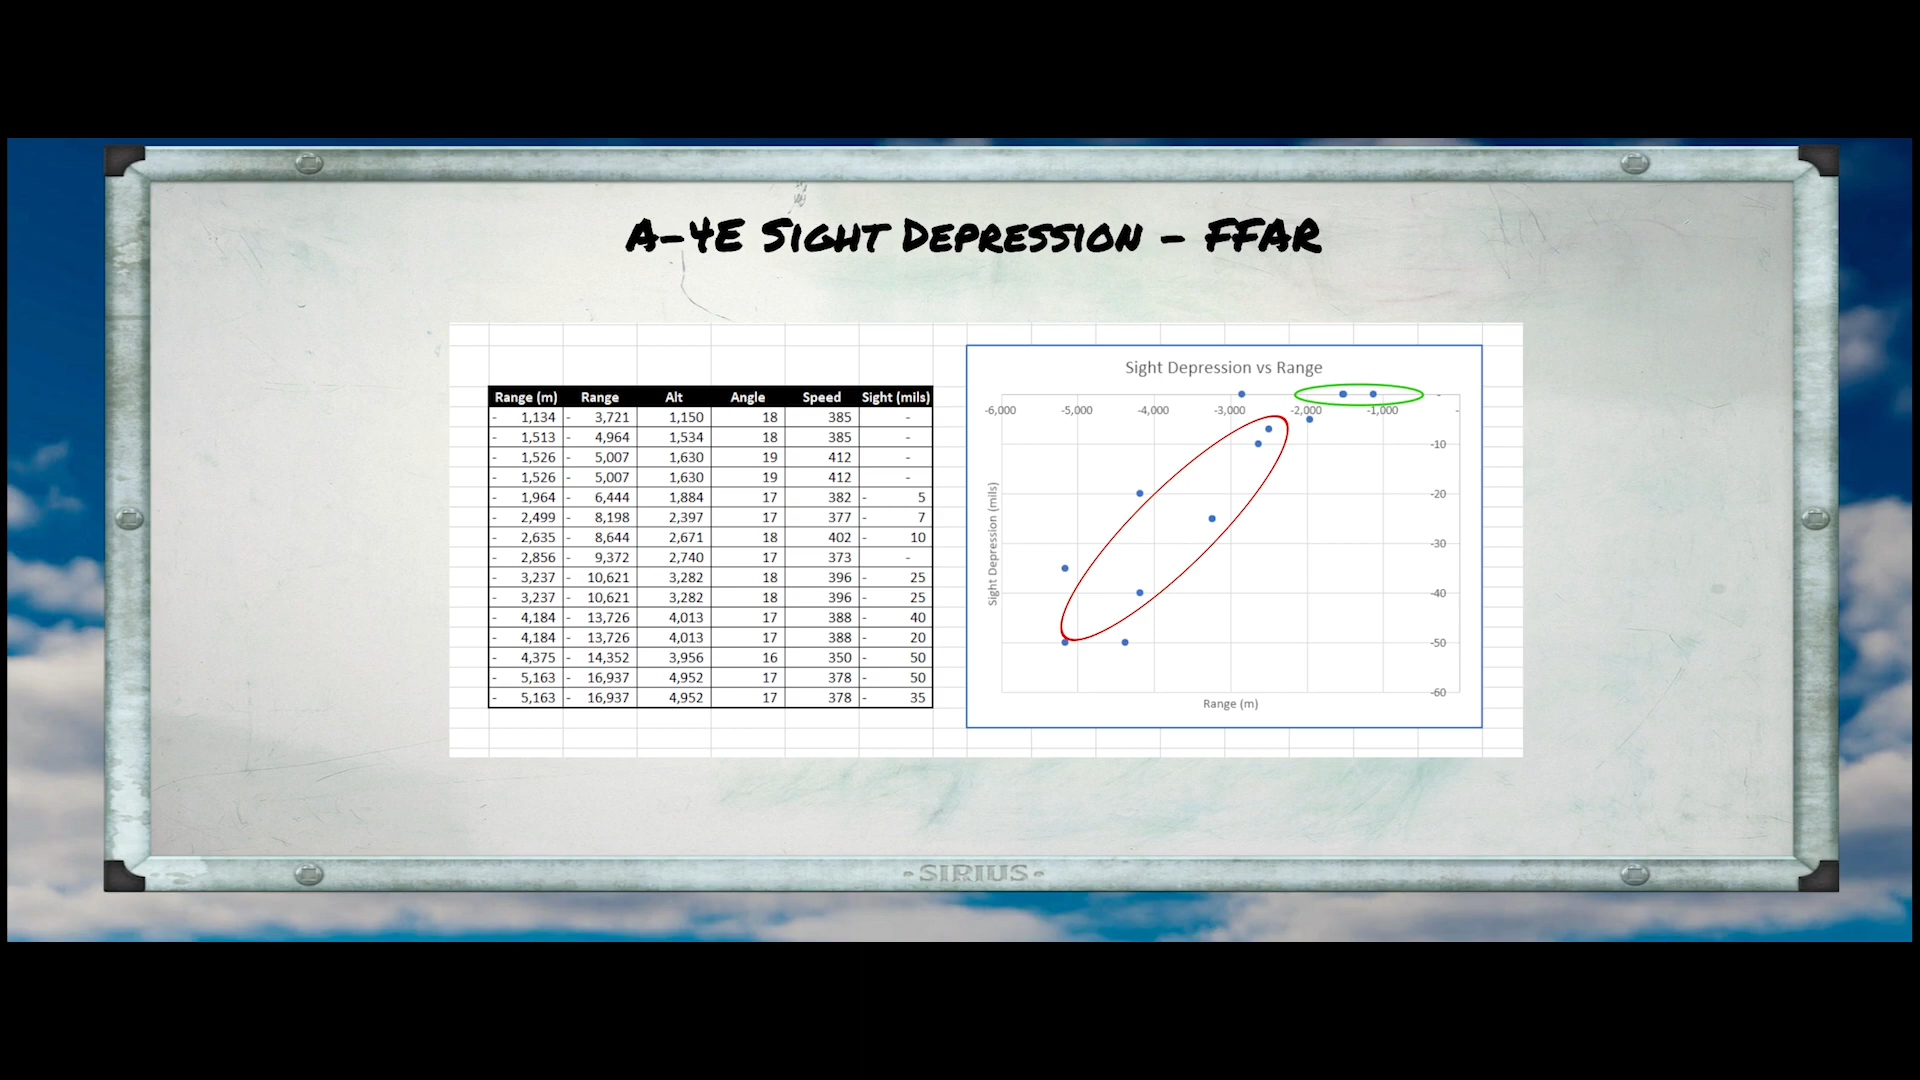 A-4E Sight Depression - FFAR
Range (m) Range Alt Angle Speed Sight (mils)
- 1,134 - 3,721 1,150 18 385 -
- 1,513 - 4,964 1,534 18 385 -
- 1,526 - 5,007 1,630 19 412 -
- 1,526 - 5,007 1,630 19 412 -
- 1,964 - 6,444 1,884 17 382 - 5
- 2,499 - 8,198 2,397 17 377 - 7
- 2,635 - 8,644 2,671 18 402 - 10
- 2,856 - 9,372 2,740 17 373 -
- 3,237 - 10,621 3,282 18 396 - 25
- 3,237 - 10,621 3,282 18 396 - 25
- 4,184 - 13,726 4,013 17 388 - 40
- 4,184 - 13,726 4,013 17 388 - 20
- 4,375 - 14,352 3,956 16 350 - 50
- 5,163 - 16,937 4,952 17 378 - 50
- 5,163 - 16,937 4,952 17 378 - 35
Sight Depression vs Range
-6,000 -5,000 -4,000 -3,000 -2,000 -1,000 -
-
-10
-20
-30
-40
-50
-60
Sight Depression (mils)
Range (m)
SIRIUS